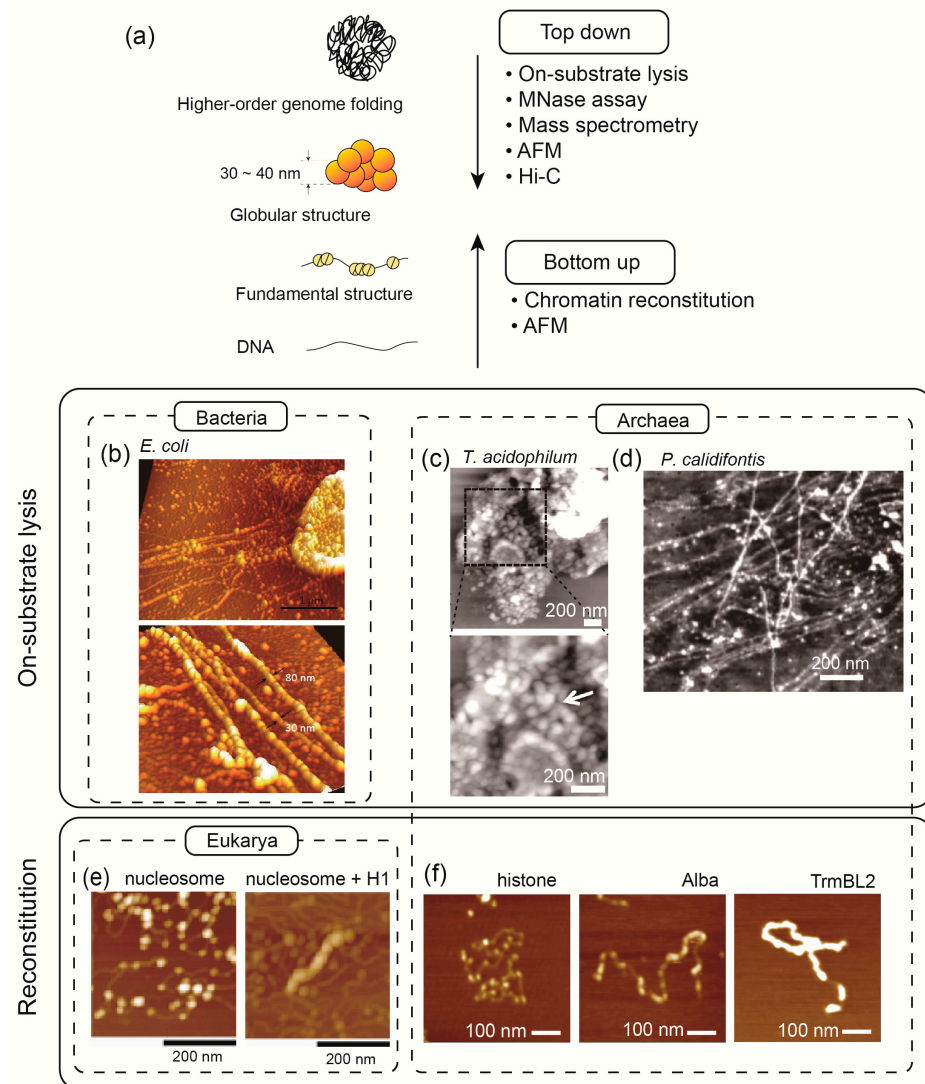 (a)
Top down
• On-substrate lysis
• MNase assay
• Mass spectrometry
• AFM
• Hi-C
Higher-order genome folding
30 ~ 40 nm
Globular structure
Bottom up
• Chromatin reconstitution
• AFM
Fundamental structure
DNA
On-substrate lysis
Bacteria
(b) E. coli
1 μm
80 nm
30 nm
Archaea
(c) T. acidophilum
200 nm
200 nm
(d) P. calidifontis
200 nm
Reconstitution
Eukarya
(e)
nucleosome
200 nm
nucleosome + H1
200 nm
(f)
histone
100 nm
Alba
100 nm
TrmBL2
100 nm